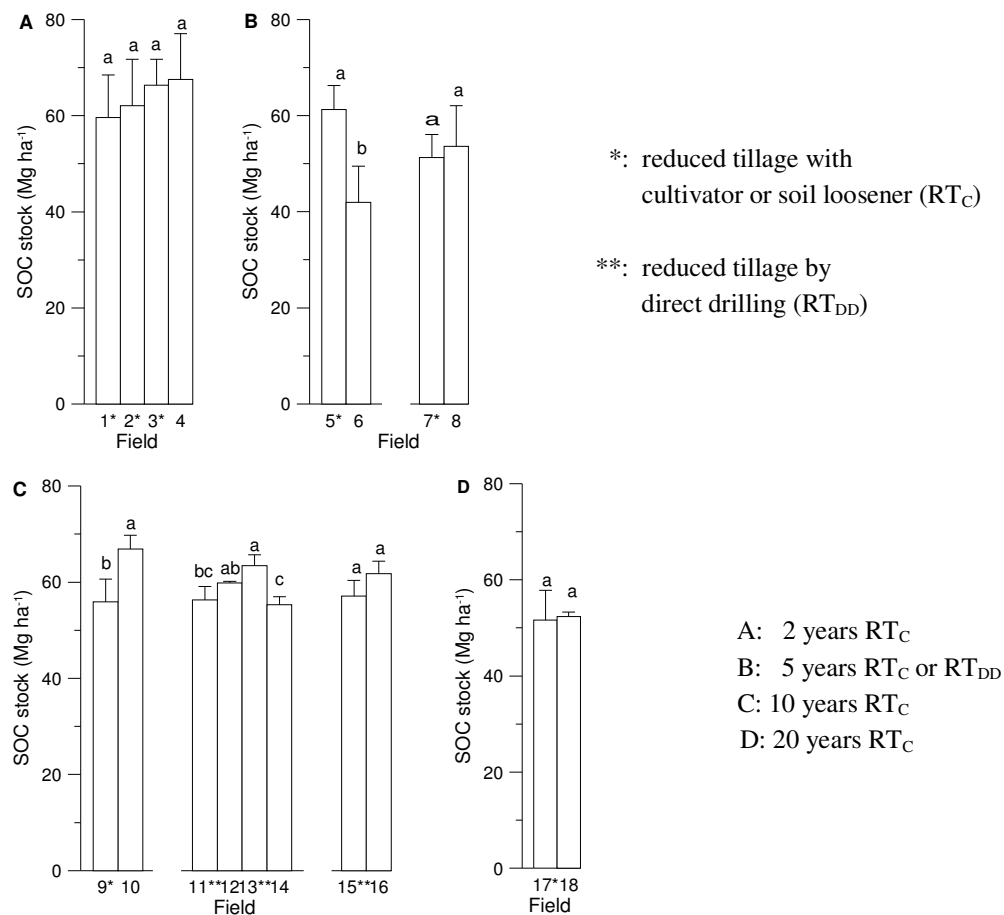 A
80
60
40
20
0
SOC stock (Mg ha⁻¹)
a a a a
1* 2* 3* 4
Field
B
80
60
40
20
0
SOC stock (Mg ha⁻¹)
a b a a
5* 6 7* 8
Field
*: reduced tillage with
cultivator or soil loosener (RTC)
**: reduced tillage by
direct drilling (RTDD)
C
80
60
40
20
0
SOC stock (Mg ha⁻¹)
b a bc ab a c a a
9* 10 11**12 13**14 15**16
Field
D
80
60
40
20
0
SOC stock (Mg ha⁻¹)
a a
17*18
Field
A: 2 years RTC
B: 5 years RTC or RTDD
C: 10 years RTC
D: 20 years RTC